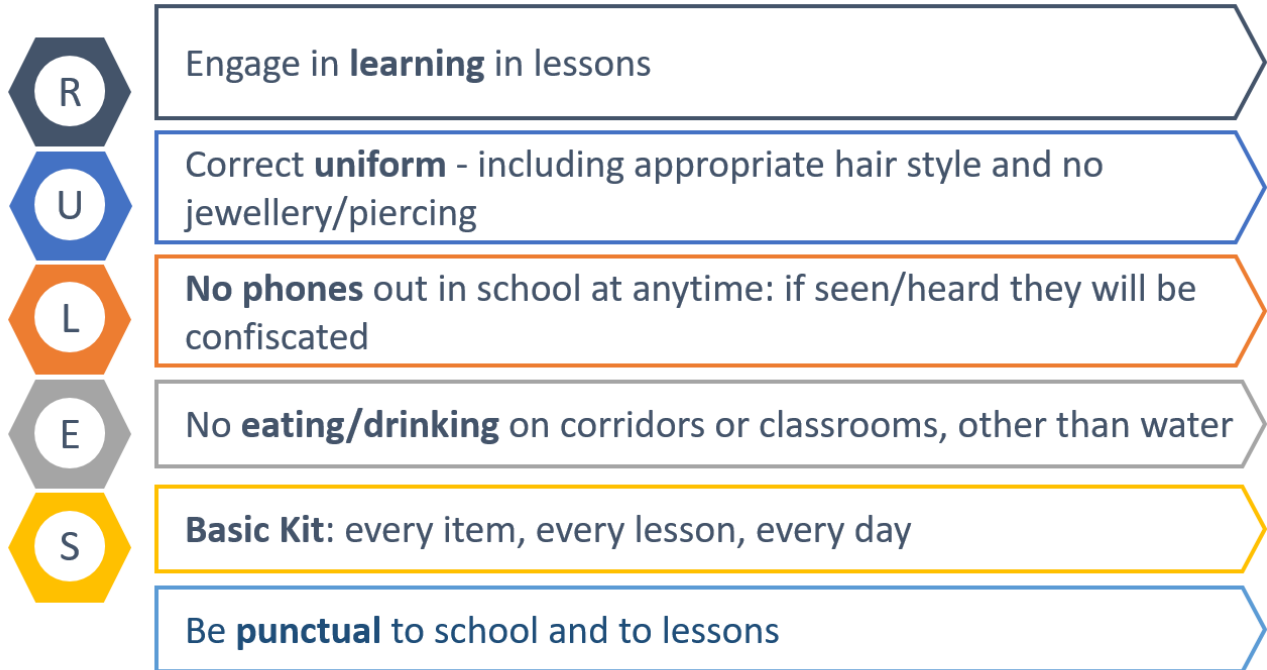 R
Engage in learning in lessons
U
Correct uniform - including appropriate hair style and no
jewellery/piercing
L
No phones out in school at anytime: if seen/heard they will be
confiscated
E
No eating/drinking on corridors or classrooms, other than water
S
Basic Kit: every item, every lesson, every day
Be punctual to school and to lessons